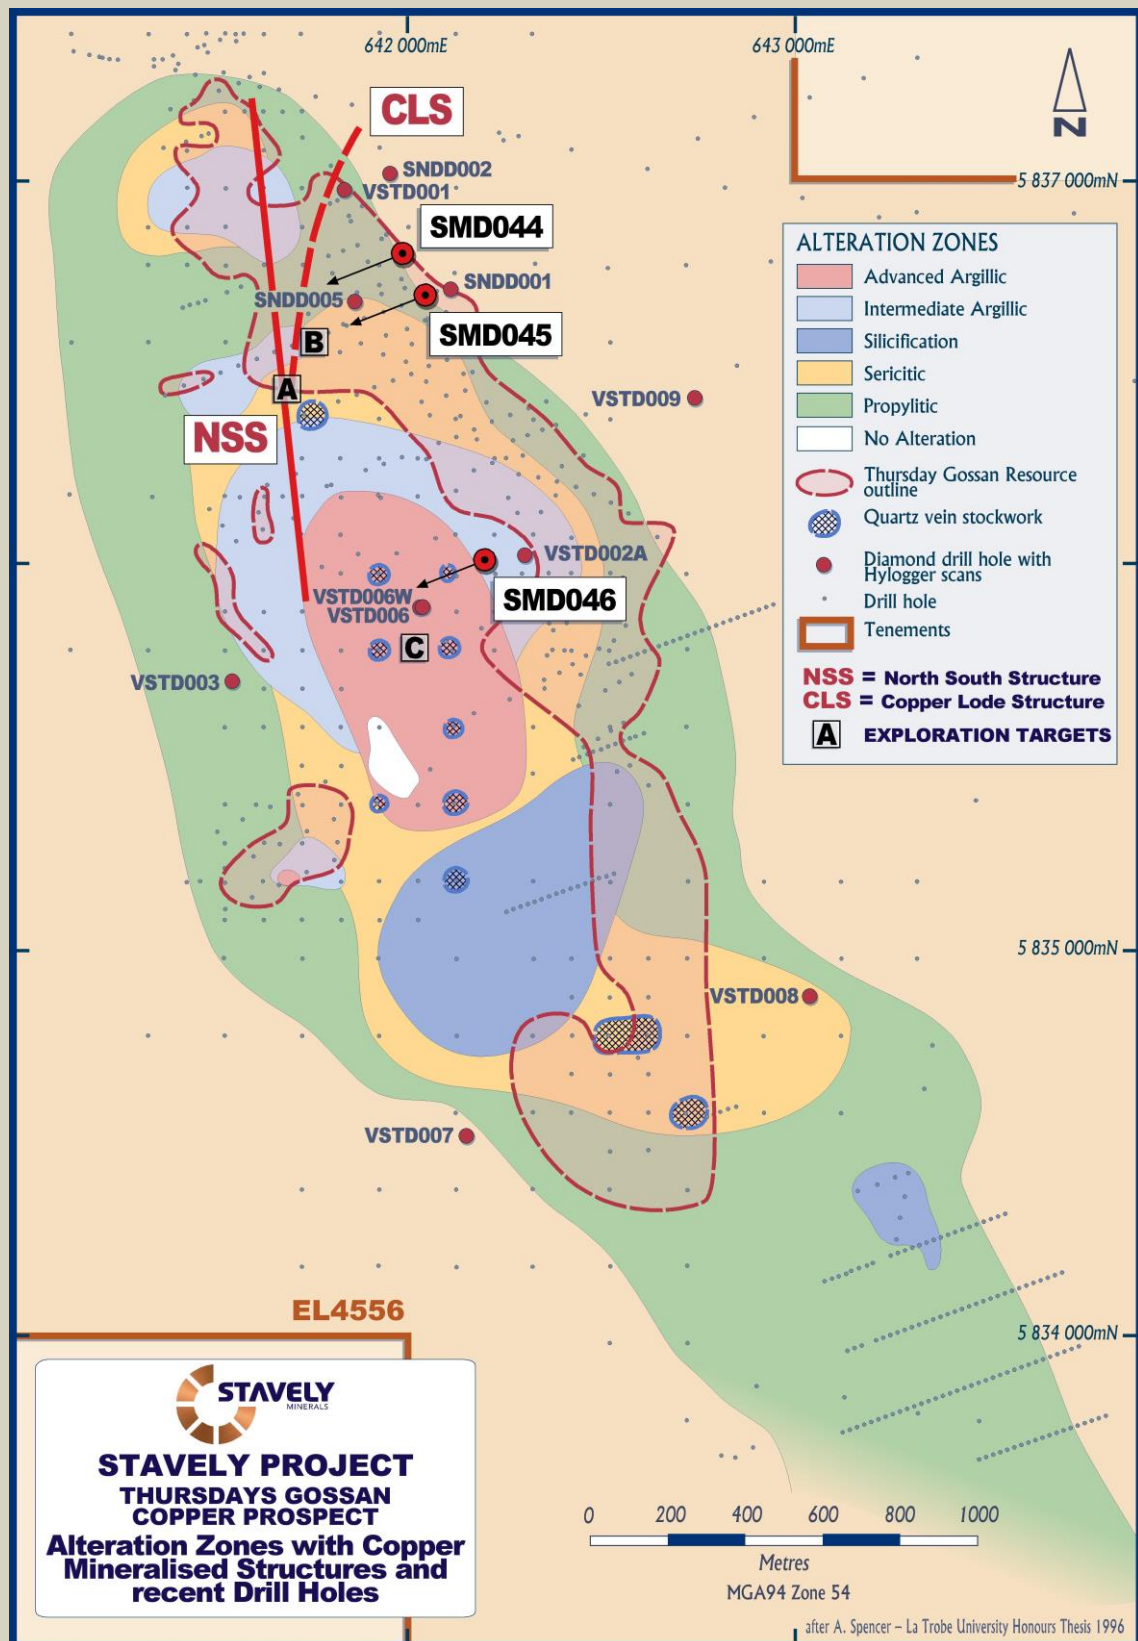 642 000mE
643 000mE
N
CLS
SNDD002
VSTD001
5 837 000mN
SMD044
SNDD001
SNDD005
SMD045
B
A
VSTD009
NSS
VSTD002A
VSTD006W
VSTD006
SMD046
C
VSTD003
ALTERATION ZONES
Advanced Argillic
Intermediate Argillic
Silicification
Sericitic
Propylitic
No Alteration
Thursday Gossan Resource
outline
Quartz vein stockwork
Diamond drill hole with
Hylogger scans
Drill hole
Tenements
NSS = North South Structure
CLS = Copper Lode Structure
A EXPLORATION TARGETS
5 835 000mN
VSTD008
VSTD007
EL4556
5 834 000mN
STAVELY
MINERALS
STAVELY PROJECT
THURSDAYS GOSSAN
COPPER PROSPECT
Alteration Zones with Copper
Mineralised Structures and
recent Drill Holes
0 200 400 600 800 1000
Metres
MGA94 Zone 54
after A. Spencer – La Trobe University Honours Thesis 1996